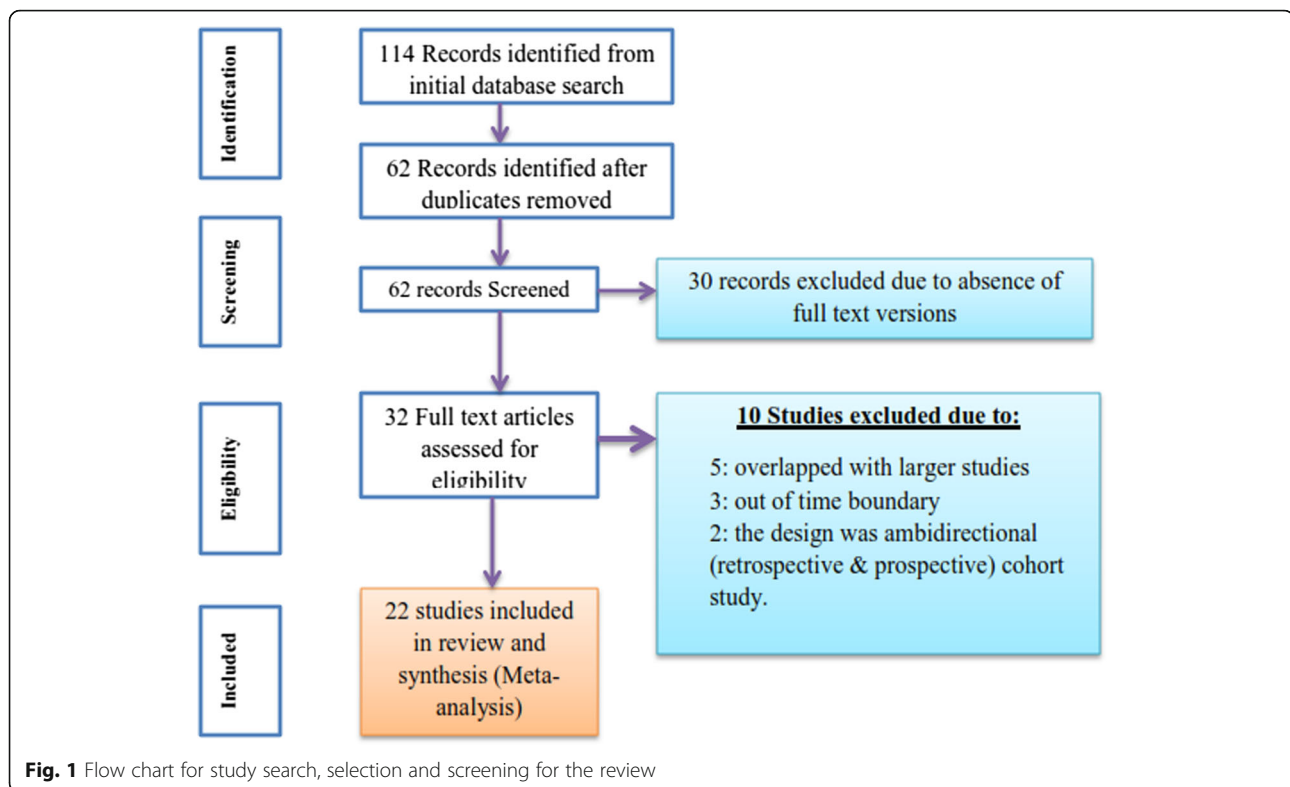 Identification
114 Records identified from
initial database search
62 Records identified after
duplicates removed
Screening
62 records Screened
30 records excluded due to absence of
full text versions
Eligibility
32 Full text articles
assessed for
eligibility
10 Studies excluded due to:
5: overlapped with larger studies
3: out of time boundary
2: the design was ambidirectional
(retrospective & prospective) cohort
study.
Included
22 studies included
in review and
synthesis (Meta-
analysis)
Fig. 1 Flow chart for study search, selection and screening for the review